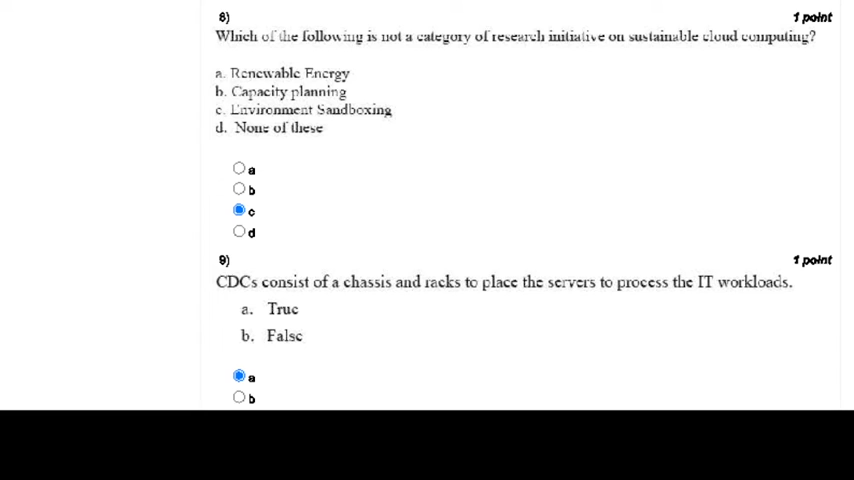 8) 1 point
Which of the following is not a category of research initiative on sustainable cloud computing?
a. Renewable Energy
b. Capacity planning
c. Environment Sandboxing
d. None of these
a
b
c
d
9) 1 point
CDCs consist of a chassis and racks to place the servers to process the IT workloads.
a. True
b. False
a
b